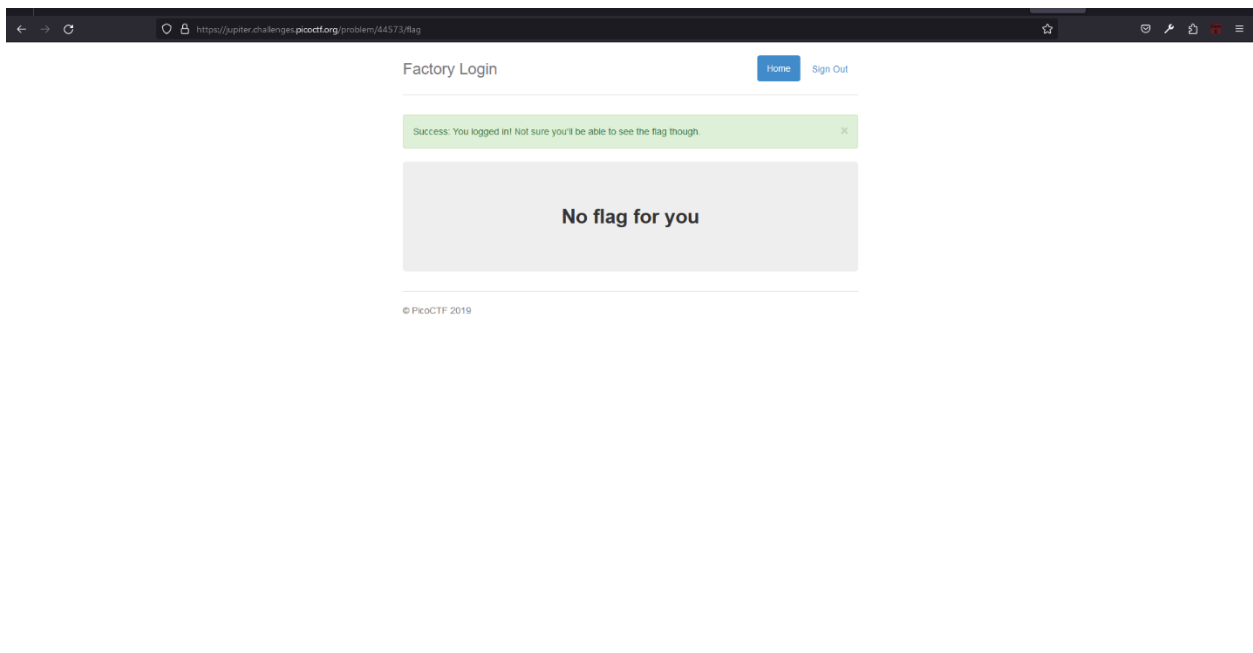 https://jupiter.challenges.picoctf.org/problem/44573/flag
Factory Login
Home
Sign Out
Success: You logged in! Not sure you'll be able to see the flag though.
×
No flag for you
© PicoCTF 2019